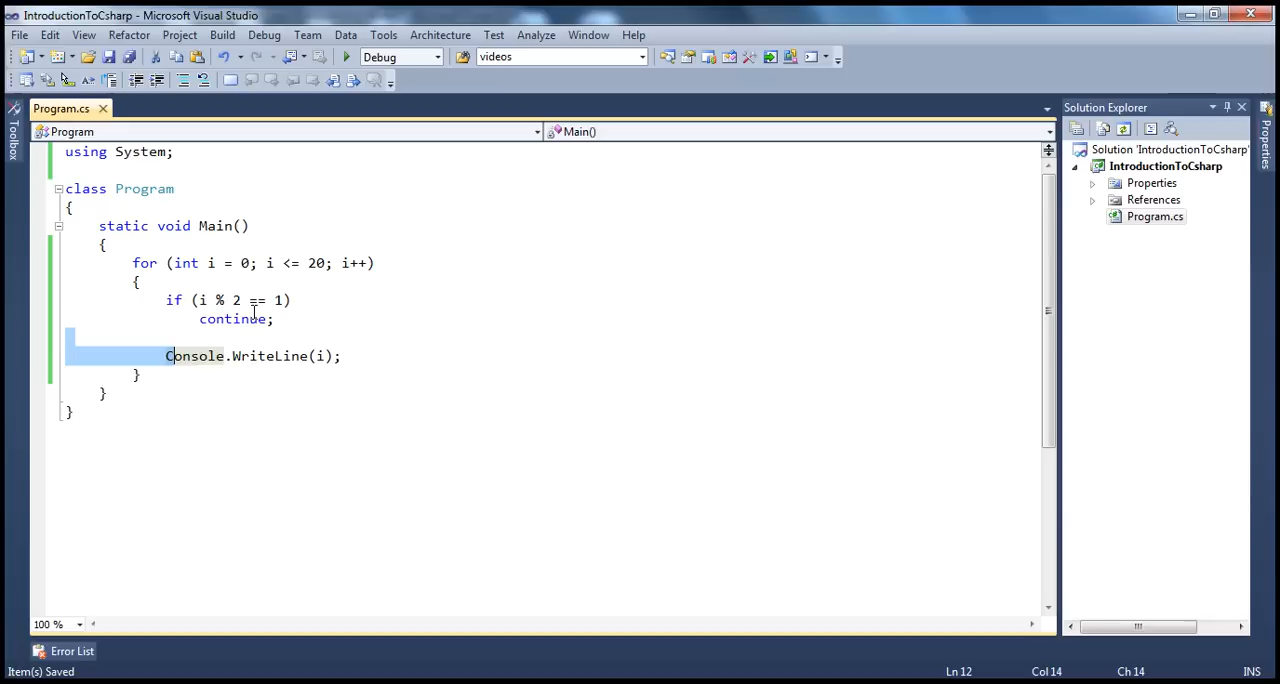 IntroductionToCsharp - Microsoft Visual Studio
File Edit View Refactor Project Build Debug Team Data Tools Architecture Test Analyze Window Help
Debug videos
Program.cs
Solution Explorer
Program Main()
Toolbox
Properties
using System;
class Program
{
static void Main()
{
for (int i = 0; i <= 20; i++)
{
if (i % 2 == 1)
continue;
Console.WriteLine(i);
}
}
}
Solution 'IntroductionToCsharp'
IntroductionToCsharp
Properties
References
Program.cs
100 %
Error List
Item(s) Saved Ln 12 Col 14 Ch 14 INS